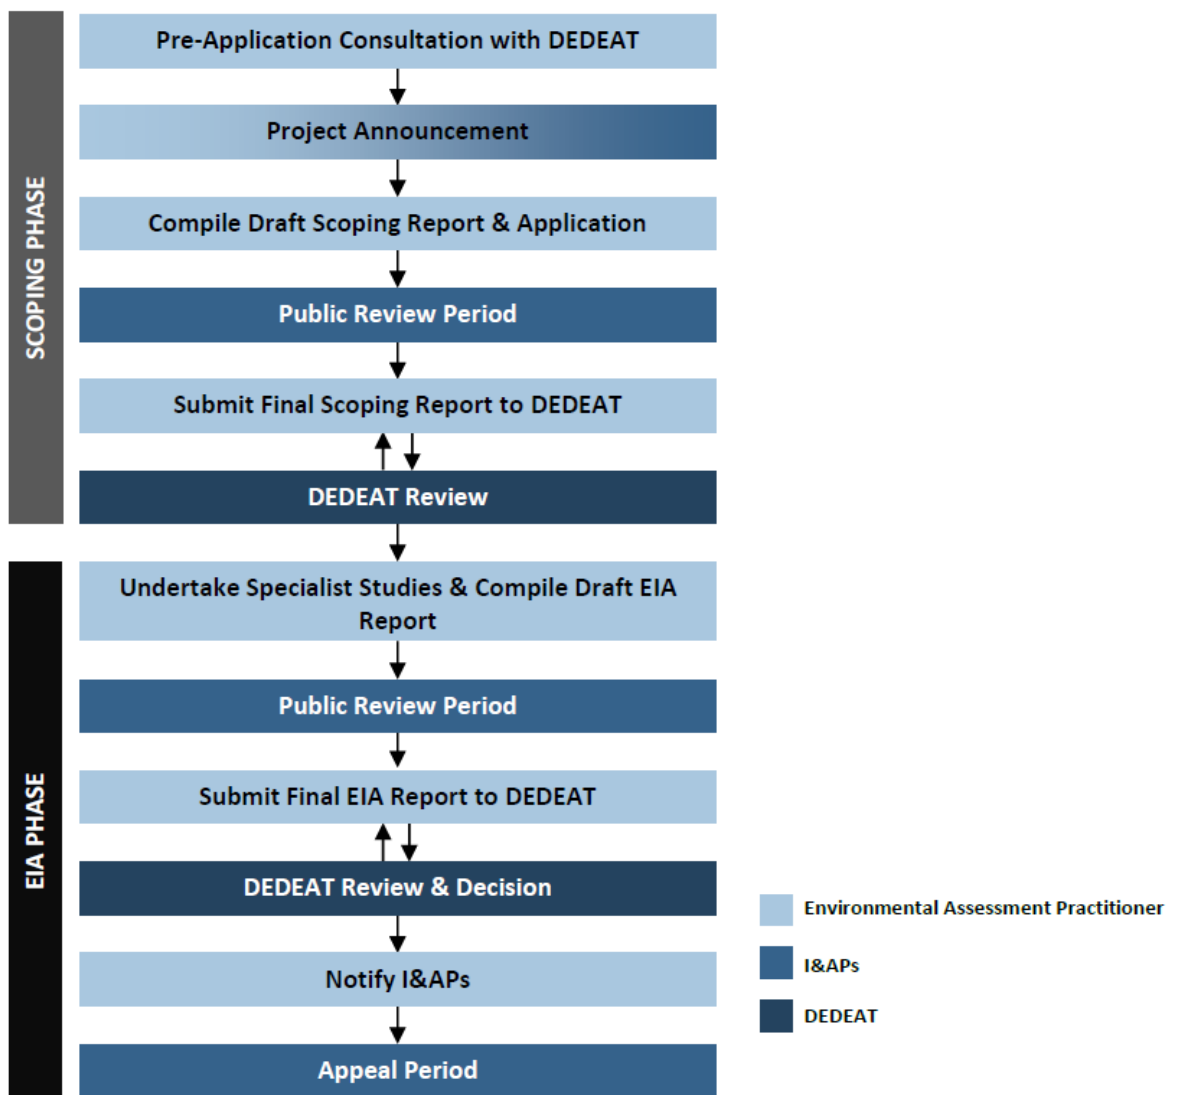 Pre-Application Consultation with DEDEAT
Project Announcement
Compile Draft Scoping Report & Application
Public Review Period
Submit Final Scoping Report to DEDEAT
DEDEAT Review
SCOPING PHASE
Undertake Specialist Studies & Compile Draft EIA
Report
Public Review Period
Submit Final EIA Report to DEDEAT
DEDEAT Review & Decision
Notify I&APs
Appeal Period
EIA PHASE
Environmental Assessment Practitioner
I&APs
DEDEAT